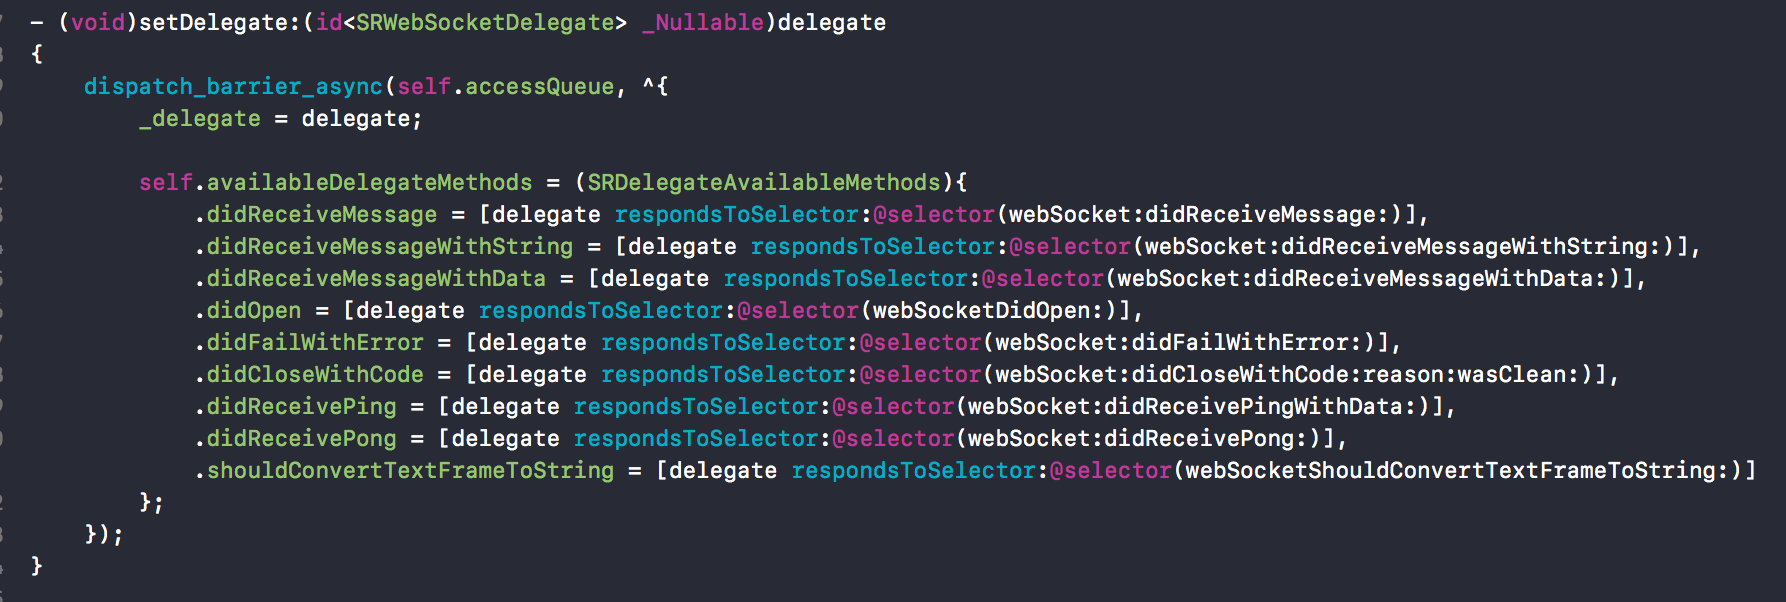 - (void)setDelegate:(id<SRWebSocketDelegate> _Nullable)delegate
{
    dispatch_barrier_async(self.accessQueue, ^{
        _delegate = delegate;

        self.availableDelegateMethods = (SRDelegateAvailableMethods){
            .didReceiveMessage = [delegate respondsToSelector:@selector(webSocket:didReceiveMessage:)],
            .didReceiveMessageWithString = [delegate respondsToSelector:@selector(webSocket:didReceiveMessageWithString:)],
            .didReceiveMessageWithData = [delegate respondsToSelector:@selector(webSocket:didReceiveMessageWithData:)],
            .didOpen = [delegate respondsToSelector:@selector(webSocketDidOpen:)],
            .didFailWithError = [delegate respondsToSelector:@selector(webSocket:didFailWithError:)],
            .didCloseWithCode = [delegate respondsToSelector:@selector(webSocket:didCloseWithCode:reason:wasClean:)],
            .didReceivePing = [delegate respondsToSelector:@selector(webSocket:didReceivePingWithData:)],
            .didReceivePong = [delegate respondsToSelector:@selector(webSocket:didReceivePong:)],
            .shouldConvertTextFrameToString = [delegate respondsToSelector:@selector(webSocketShouldConvertTextFrameToString:)]
        };
    });
}